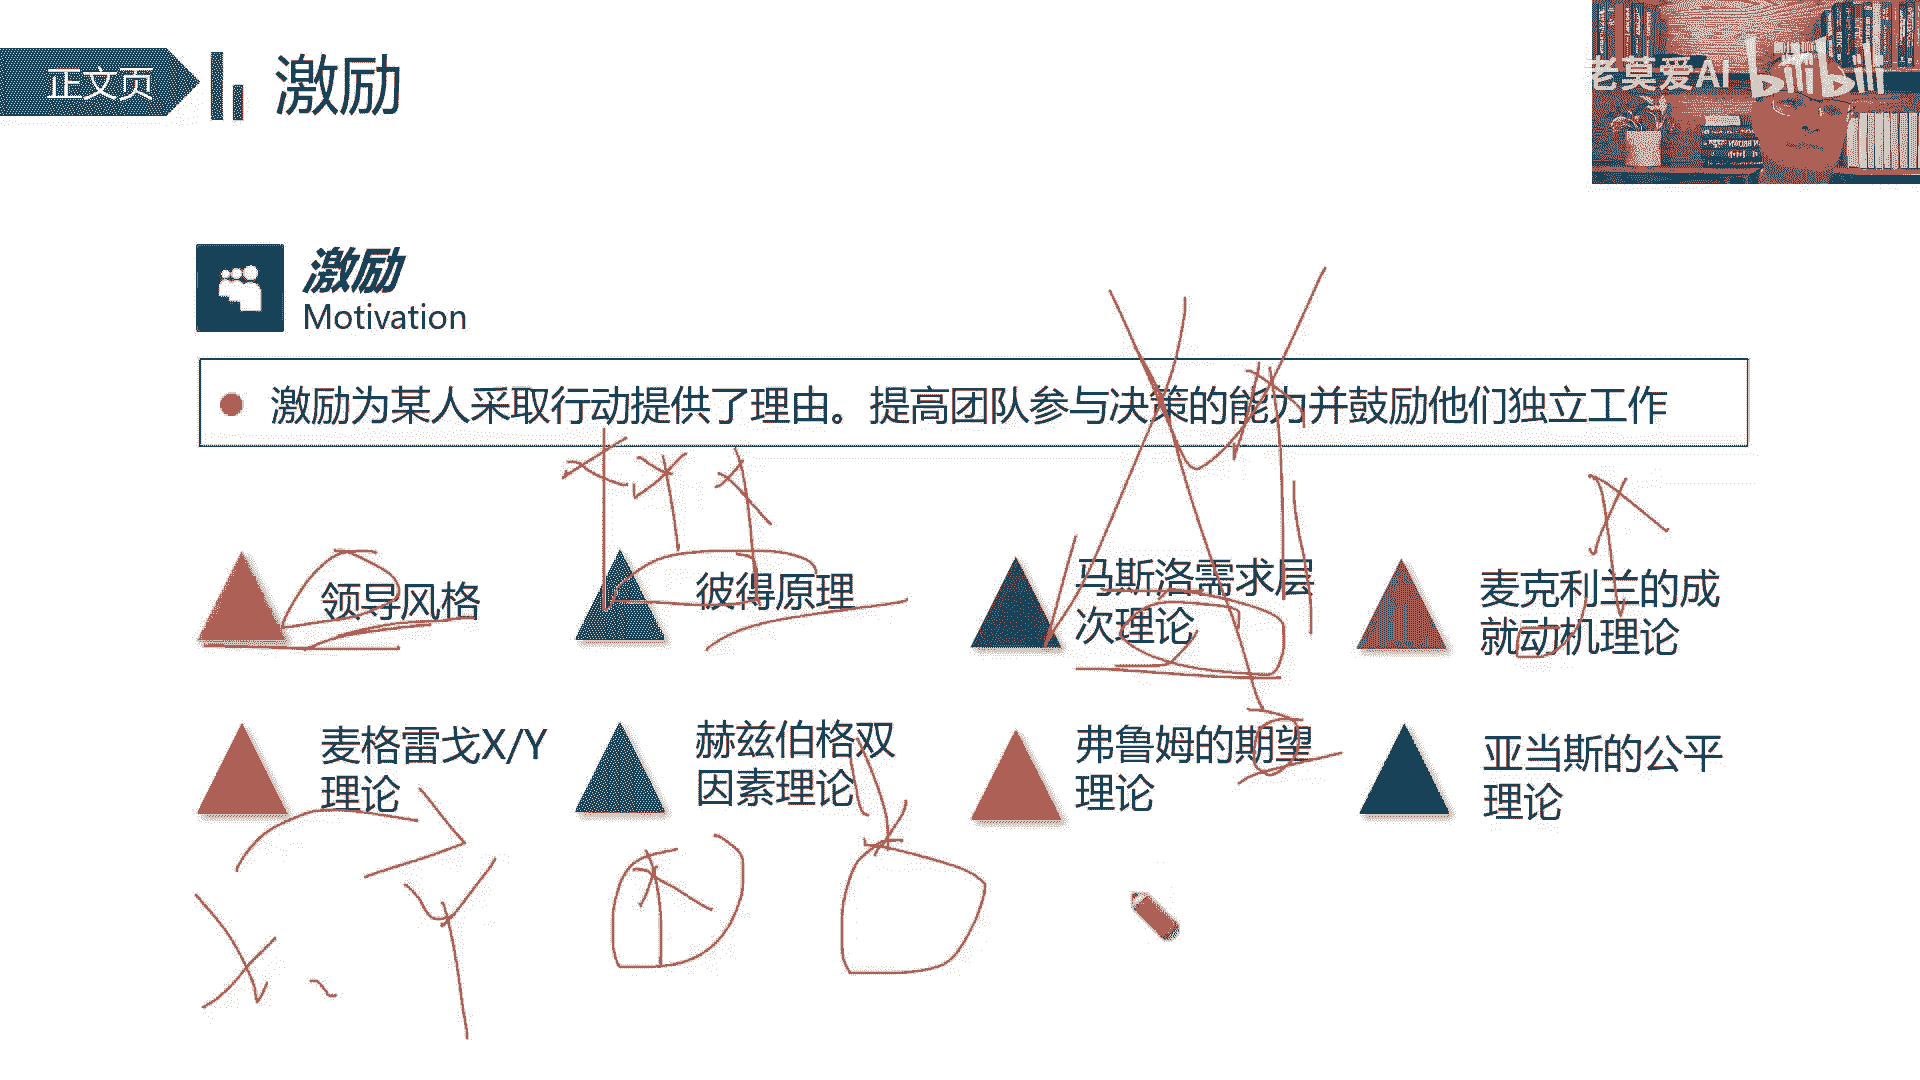 正文页
激励
老莫爱AI
bilibili
激励
Motivation
激励为某人采取行动提供了理由。提高团队参与决策的能力并鼓励他们独立工作
领导风格
彼得原理
马斯洛需求层
次理论
麦克利兰的成
就动机理论
麦格雷戈X/Y
理论
赫兹伯格双
因素理论
弗鲁姆的期望
理论
亚当斯的公平
理论
X ~ Y